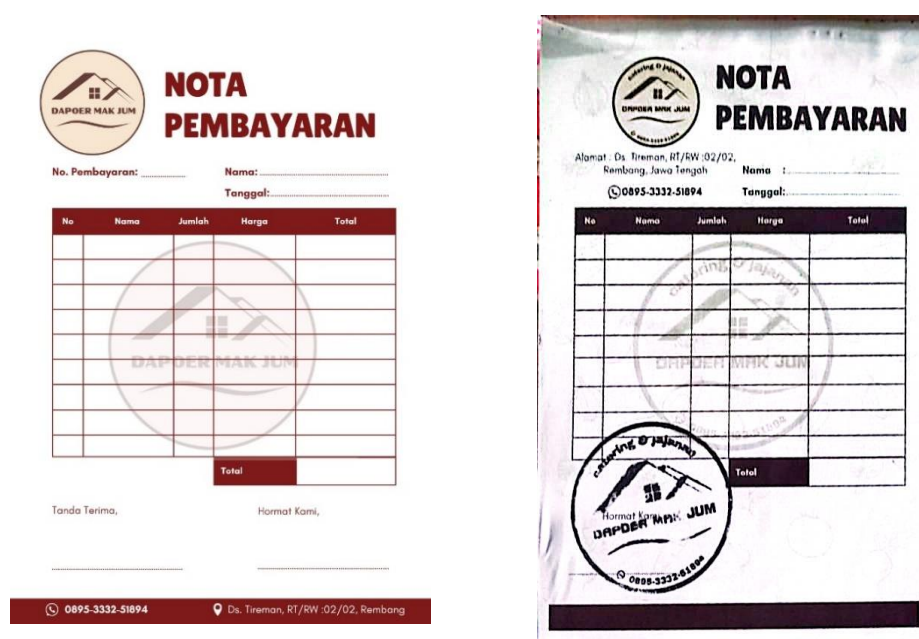 DAPOER MAK JUM
NOTA
PEMBAYARAN
No. Pembayaran:
Nama:
Tanggal:
No Nama Jumlah Harga Total
DAPOER MAK JUM
Total
Tanda Terima,
Hormat Kami,
0895-3332-51894
Ds. Tireman, RT/RW :02/02, Rembang
catering & jajanan
DAPOER MAK JUM
0895-3332-51894
NOTA
PEMBAYARAN
Alamat : Ds. Tireman, RT/RW :02/02,
Rembang, Jawa Tengah
0895-3332-51894
Nama :
Tanggal:
No Nama Jumlah Harga Total
catering & jajanan
DAPOER MAK JUM
Total
Hormat Kami,
catering & jajanan
DAPOER MAK JUM
0895-3332-51894